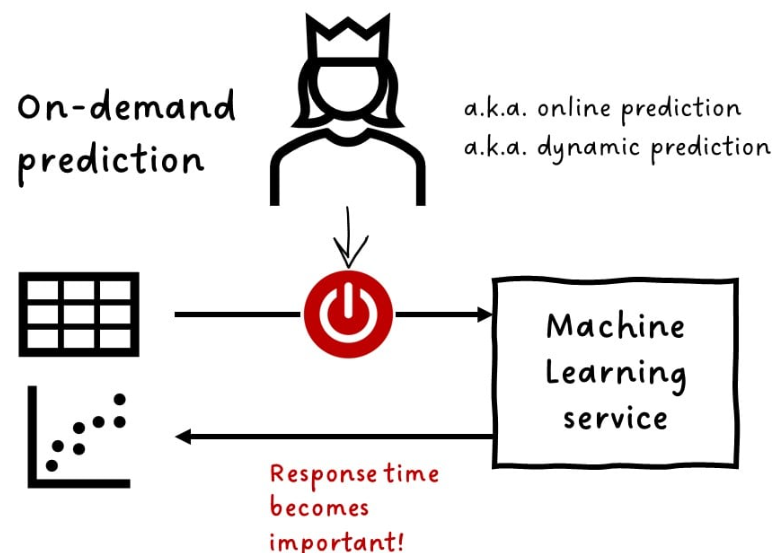 On-demand
prediction
a.k.a. online prediction
a.k.a. dynamic prediction
Machine
Learning
service
Response time
becomes
important!